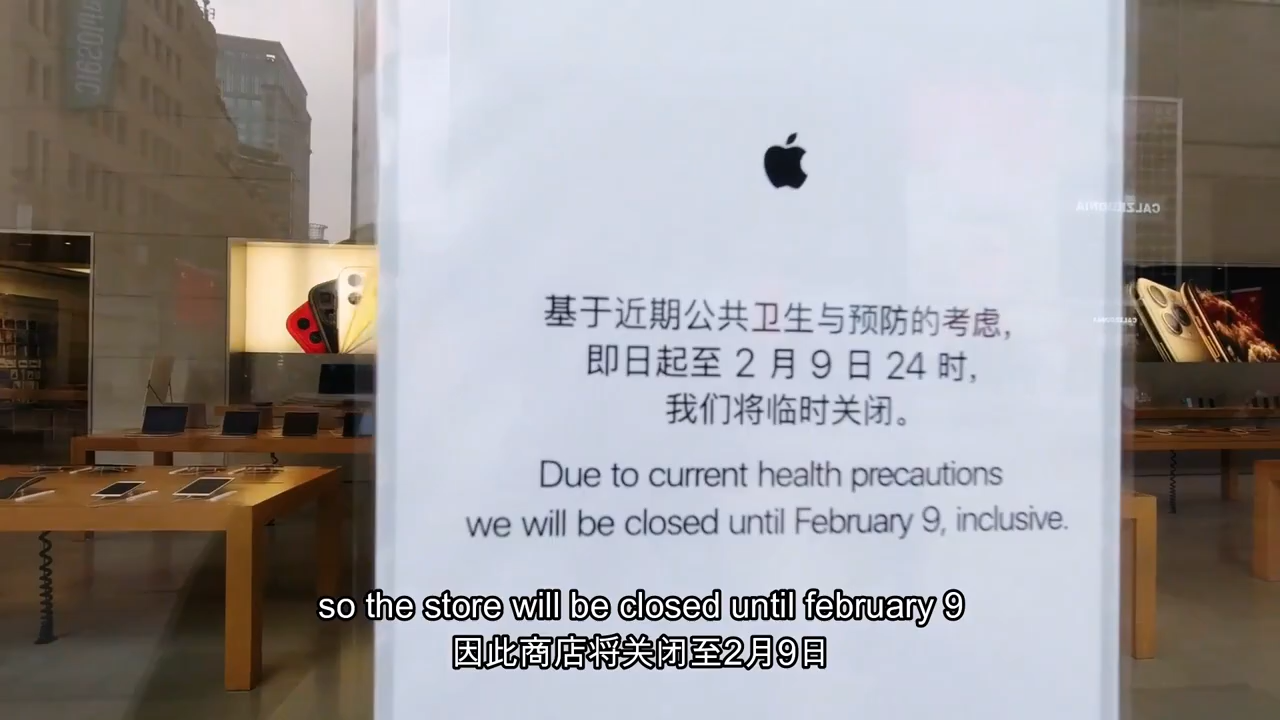 基于近期公共卫生与预防的考虑，
即日起至 2 月 9 日 24 时，
我们将临时关闭。
Due to current health precautions
we will be closed until February 9, inclusive.
so the store will be closed until february 9
因此商店将关闭至2月9日
CALZEDONIA
CALZEDONIA